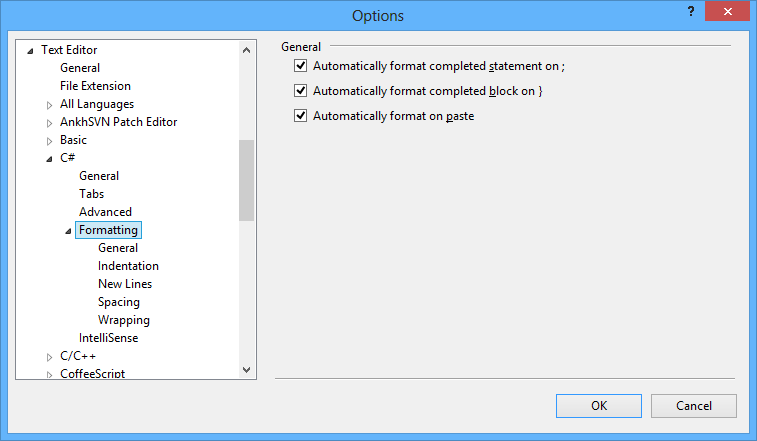 Options
? ×
Text Editor
General
File Extension
All Languages
AnkhSVN Patch Editor
Basic
C#
General
Tabs
Advanced
Formatting
General
Indentation
New Lines
Spacing
Wrapping
IntelliSense
C/C++
CoffeeScript
General
Automatically format completed statement on ;
Automatically format completed block on }
Automatically format on paste
OK
Cancel